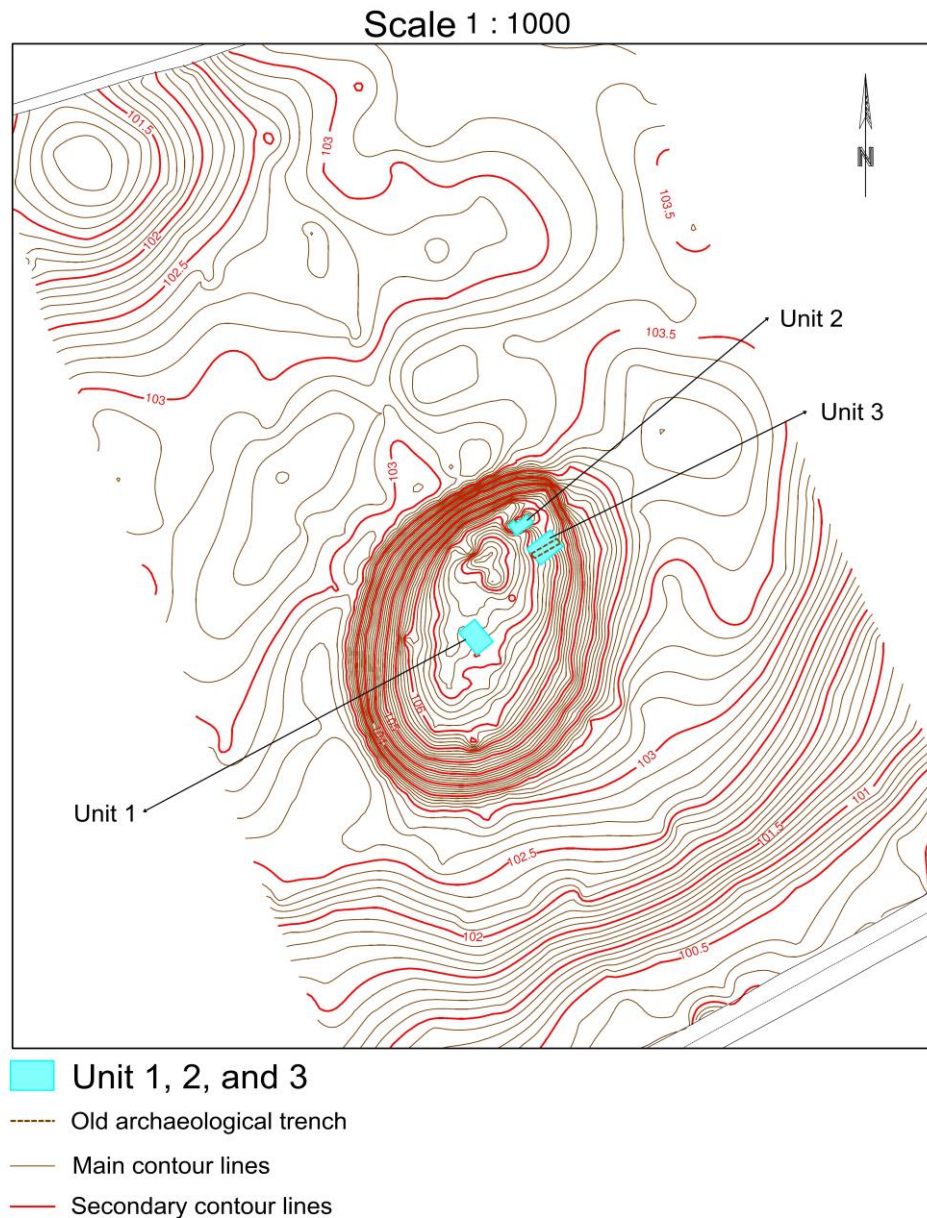 Scale 1 : 1000
101.5
103
N
102
103.5
102.5
Unit 2
103.5
Unit 3
103
103
106
105
103
Unit 1
101
101.5
102.5
102
100.5
Unit 1, 2, and 3
Old archaeological trench
Main contour lines
Secondary contour lines